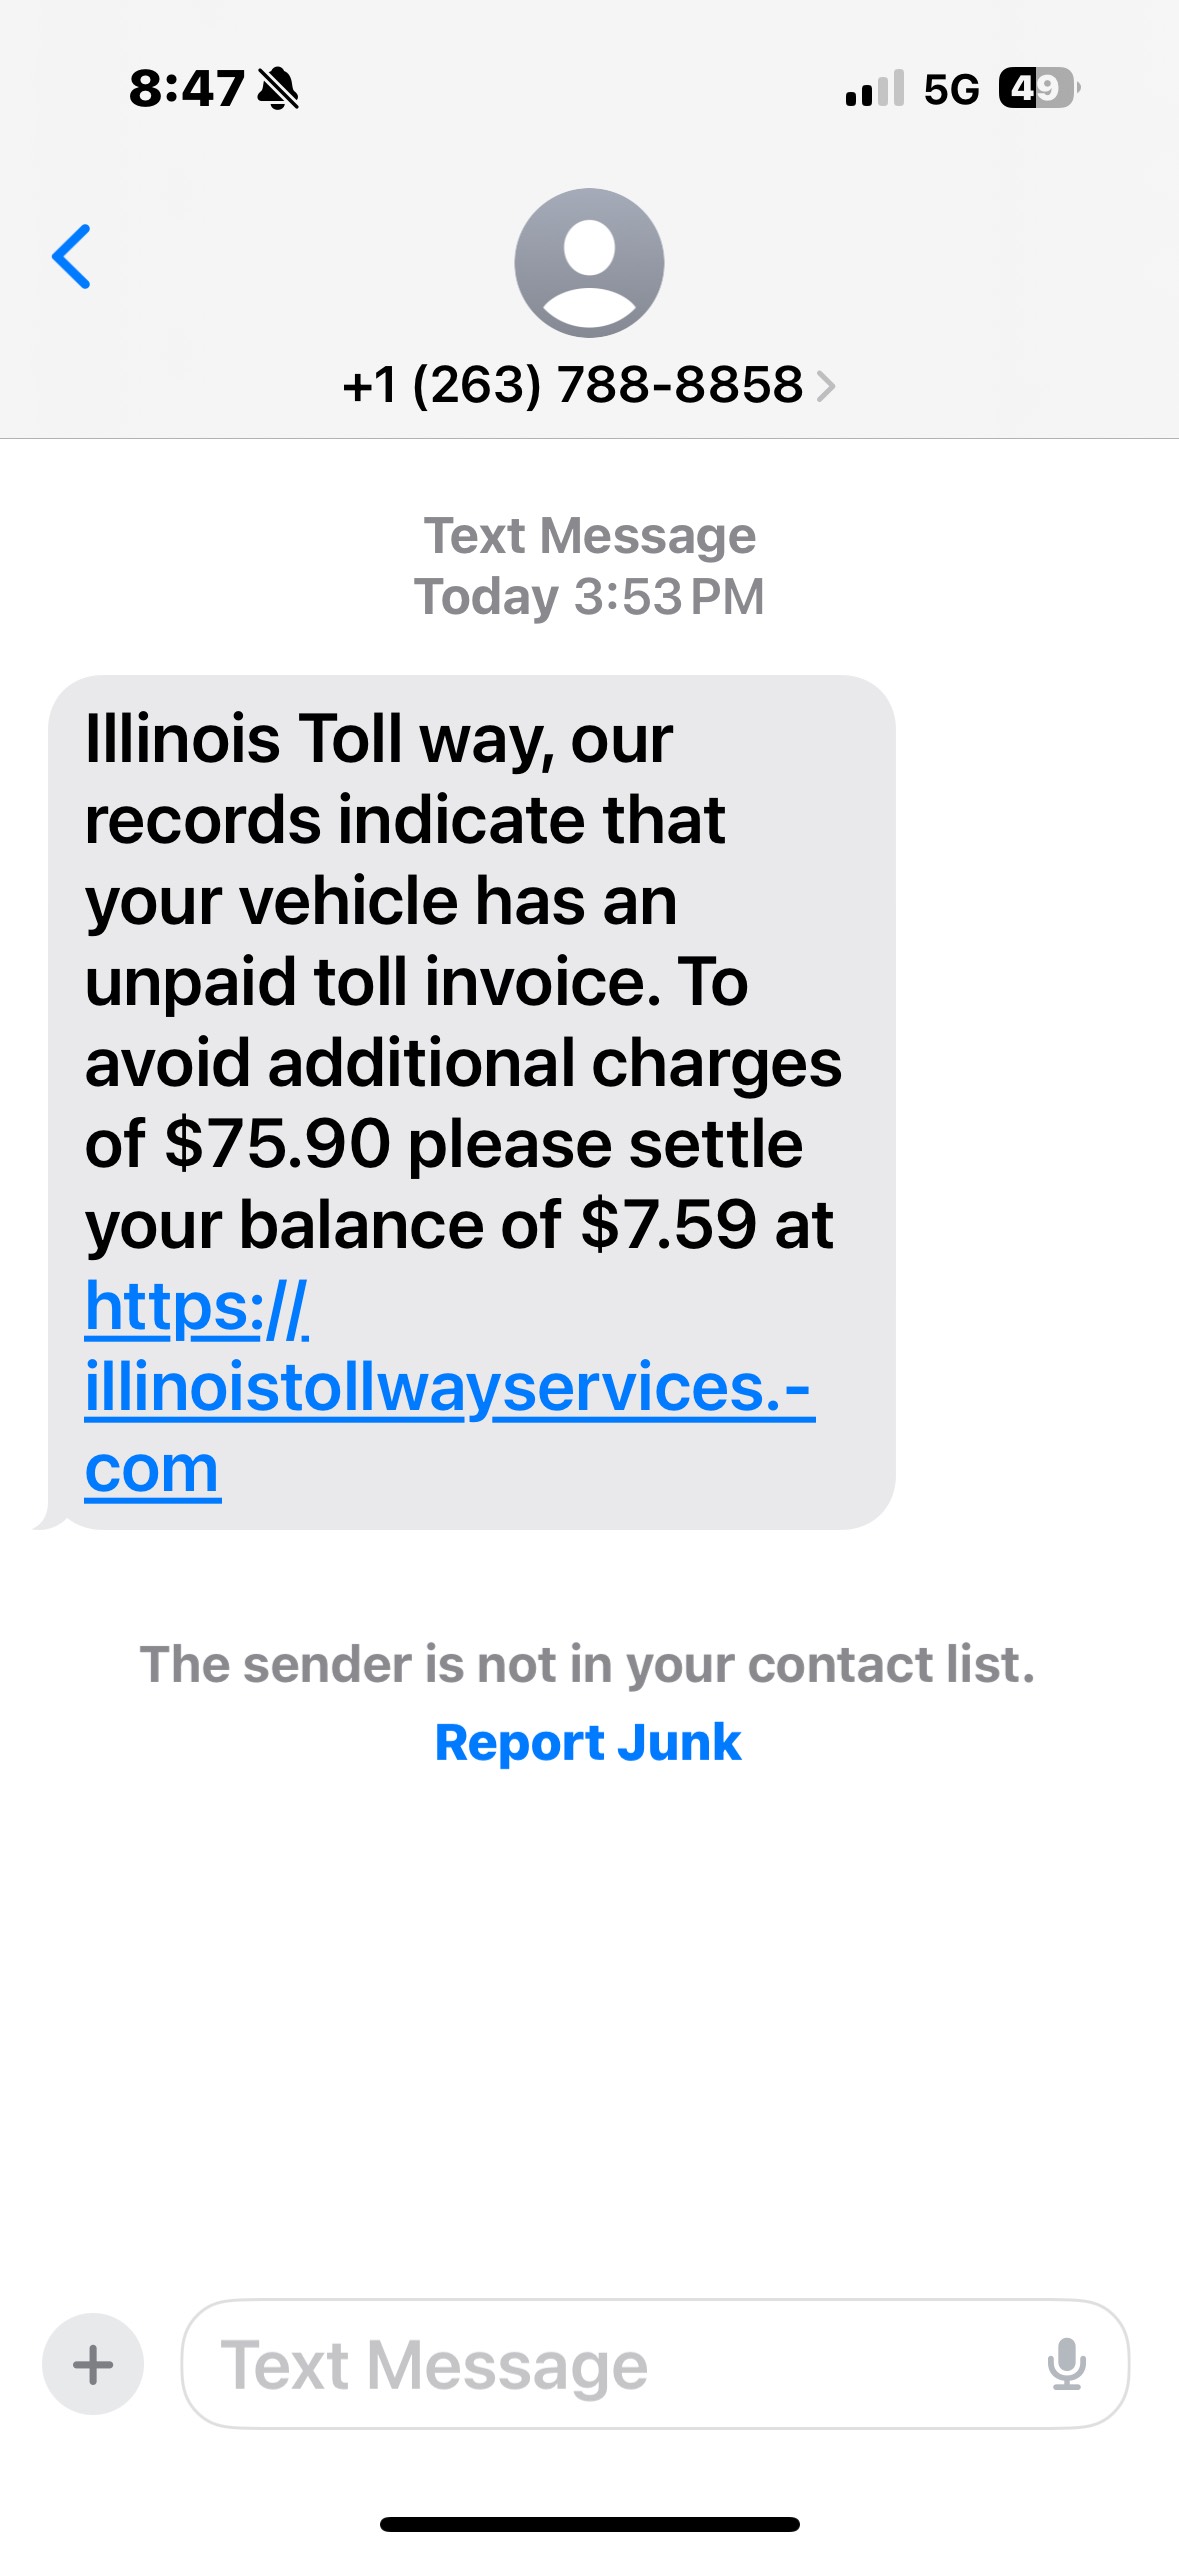 8:47
5G 49
+1 (263) 788-8858
Text Message
Today 3:53 PM
Illinois Toll way, our
records indicate that
your vehicle has an
unpaid toll invoice. To
avoid additional charges
of $75.90 please settle
your balance of $7.59 at
https://
illinoistollwayservices.-
com
The sender is not in your contact list.
Report Junk
Text Message